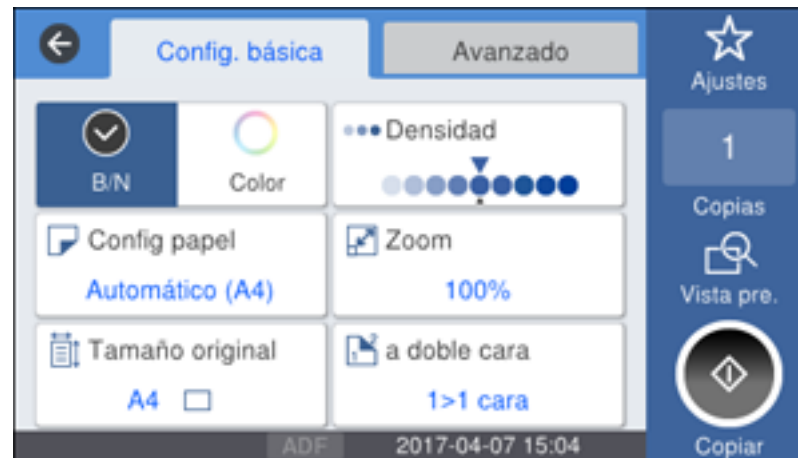 Config. básica
Avanzado
Ajustes
B/N
Color
Densidad
1
Copias
Config papel
Automático (A4)
Zoom
100%
Vista pre.
Tamaño original
A4
a doble cara
1>1 cara
ADF
2017-04-07 15:04
Copiar